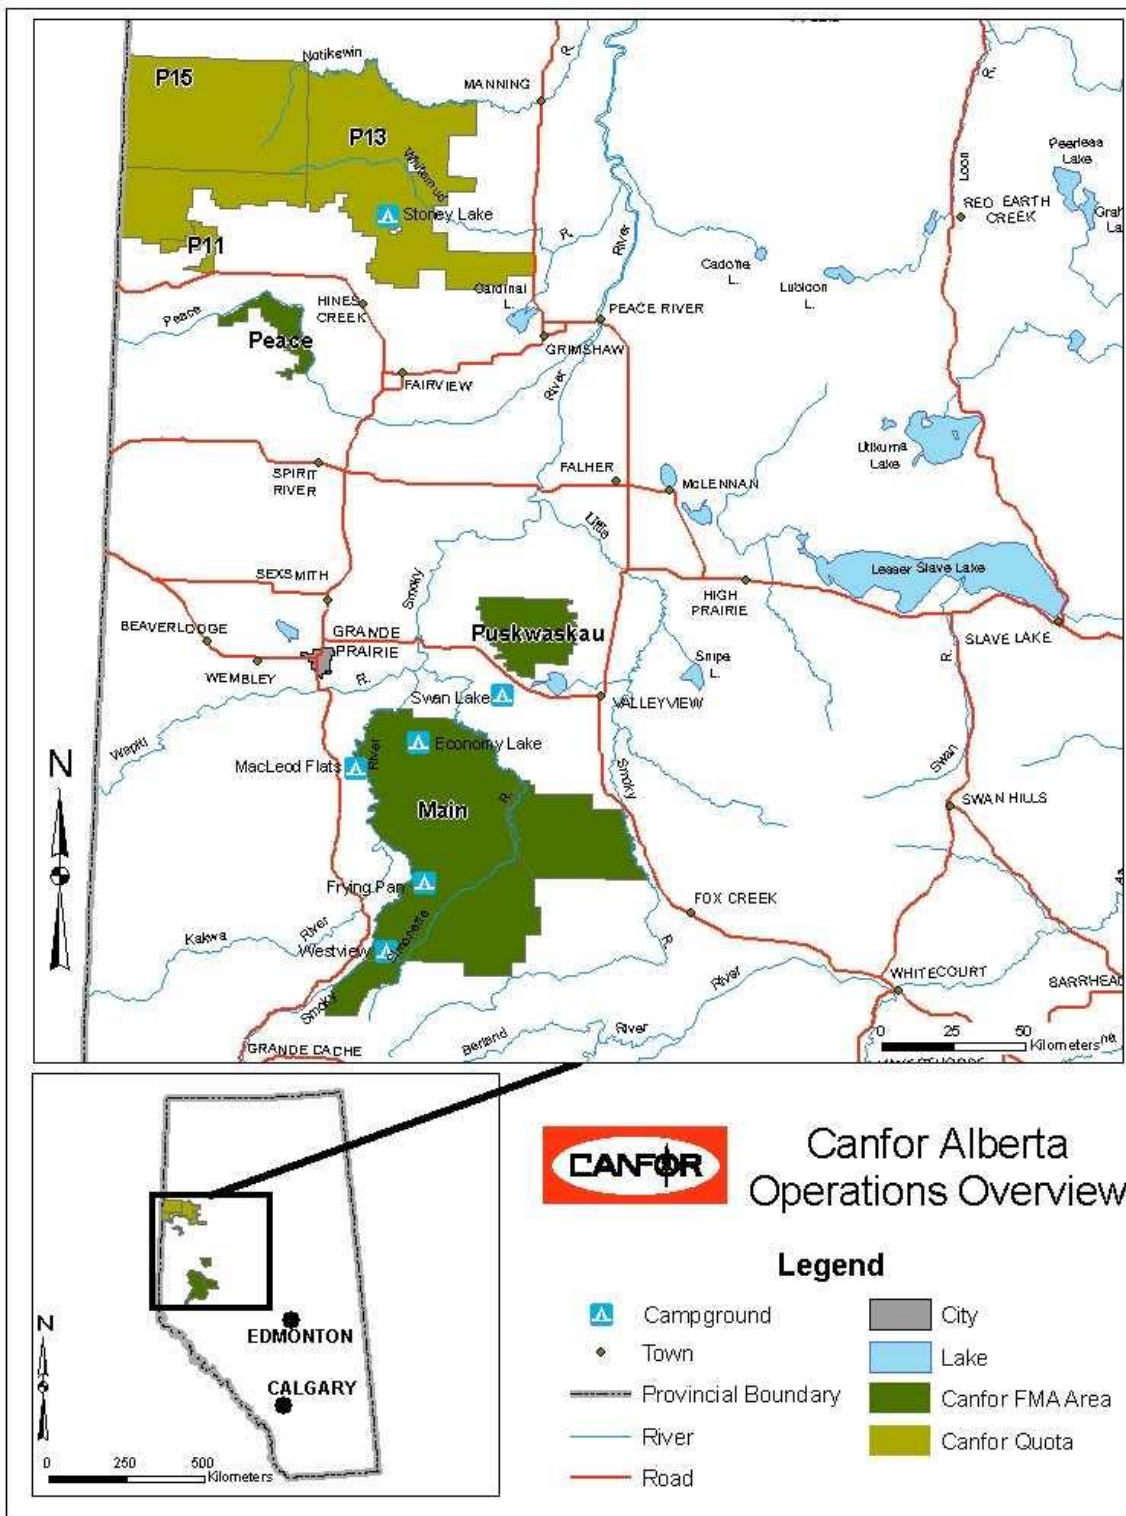 Notikewin
R.
P15
MANNING
R.
P13
Whitemud
Loon
Peerless
Lake
RED EARTH
CREEK
Stoney Lake
R.
River
P11
Cadotte
L.
Lubicon
L.
Cardinal
L.
Peace
HINES
CREEK
PEACE RIVER
Peace
GRIMSHAW
FAIRVIEW
River
Utikuma
Lake
SPIRIT
RIVER
FALHER
McLENNAN
Little
SEXSMITH
Smoky
Lesser Slave Lake
HIGH
PRAIRIE
BEAVERLODGE
GRANDE
PRAIRIE
Puskwaskau
SLAVE LAKE
WEMBLEY
R.
Snipe
L.
R.
Swan Lake
VALLEYVIEW
Wapiti
River
Economy Lake
Swan
N
MacLeod Flats
Smoky
Main
R.
SWAN HILLS
Frying Pan
FOX CREEK
River
Simonette
Kakwa
Westview
R.
River
WHITECOURT
BARRHEAD
Smoky
River
Berland
GRANDE CACHE
0 25 50
Kilometers
N
EDMONTON
CALGARY
0 250 500
Kilometers
CANFOR
Canfor Alberta
Operations Overview
Legend
Campground
Town
Provincial Boundary
River
Road
City
Lake
Canfor FMA Area
Canfor Quota